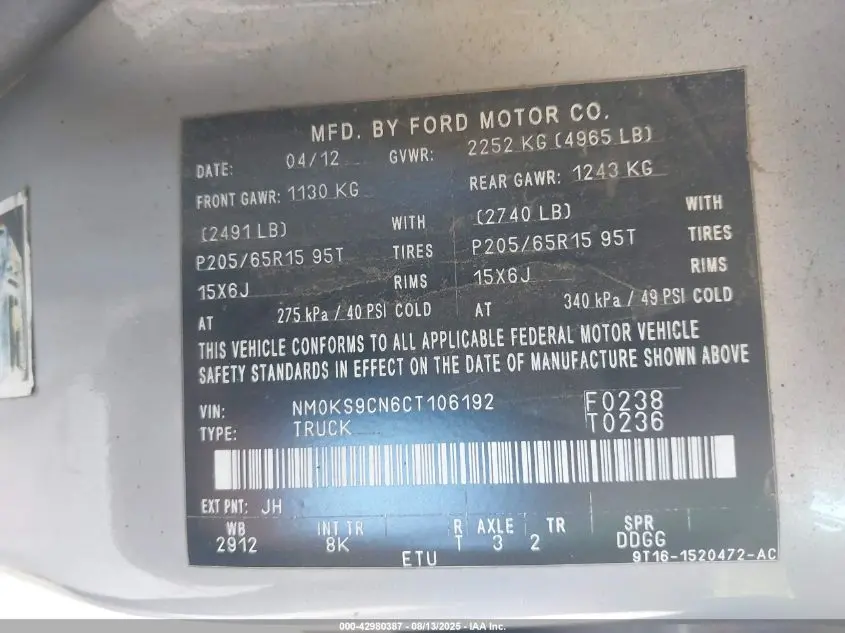 MFD. BY FORD MOTOR CO.
DATE: 04/12 GVWR: 2252 KG (4965 LB)
FRONT GAWR: 1130 KG REAR GAWR: 1243 KG
(2491 LB) WITH (2740 LB) WITH
P205/65R15 95T TIRES P205/65R15 95T TIRES
15X6J RIMS 15X6J RIMS
AT 275 kPa / 40 PSI COLD AT 340 kPa / 49 PSI COLD
THIS VEHICLE CONFORMS TO ALL APPLICABLE FEDERAL MOTOR VEHICLE
SAFETY STANDARDS IN EFFECT ON THE DATE OF MANUFACTURE SHOWN ABOVE
VIN: NM0KS9CN6CT106192 F0238
TYPE: TRUCK T0236
EXT PNT: JH
WB INT TR R AXLE TR SPR
2912 8K T 3 2 DDGG
ETU 9T16-1520472-AC
000-42980387 - 08/13/2025 - IAA Inc.